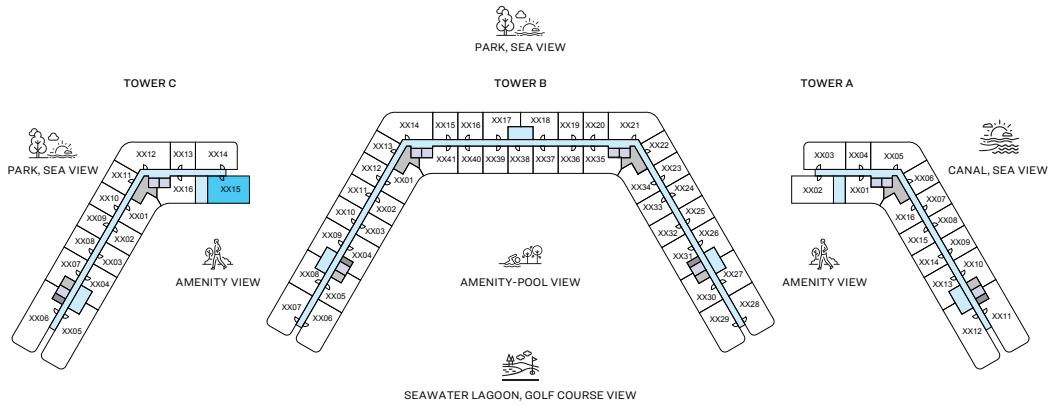 PARK, SEA VIEW
TOWER C
TOWER B
TOWER A
PARK, SEA VIEW
CANAL, SEA VIEW
XX12
XX13
XX14
XX11
XX16
XX15
XX10
XX01
XX09
XX02
XX08
XX03
XX07
XX04
XX06
XX05
AMENITY VIEW
XX14
XX15
XX16
XX17
XX18
XX19
XX20
XX21
XX13
XX41
XX40
XX39
XX38
XX37
XX36
XX35
XX22
XX12
XX01
XX34
XX23
XX11
XX02
XX33
XX24
XX10
XX03
XX32
XX25
XX09
XX04
XX31
XX26
XX08
XX05
XX30
XX27
XX07
XX06
XX29
XX28
AMENITY-POOL VIEW
XX03
XX04
XX05
XX02
XX01
XX06
XX16
XX07
XX15
XX08
XX14
XX09
XX13
XX10
XX12
XX11
AMENITY VIEW
SEAWATER LAGOON, GOLF COURSE VIEW